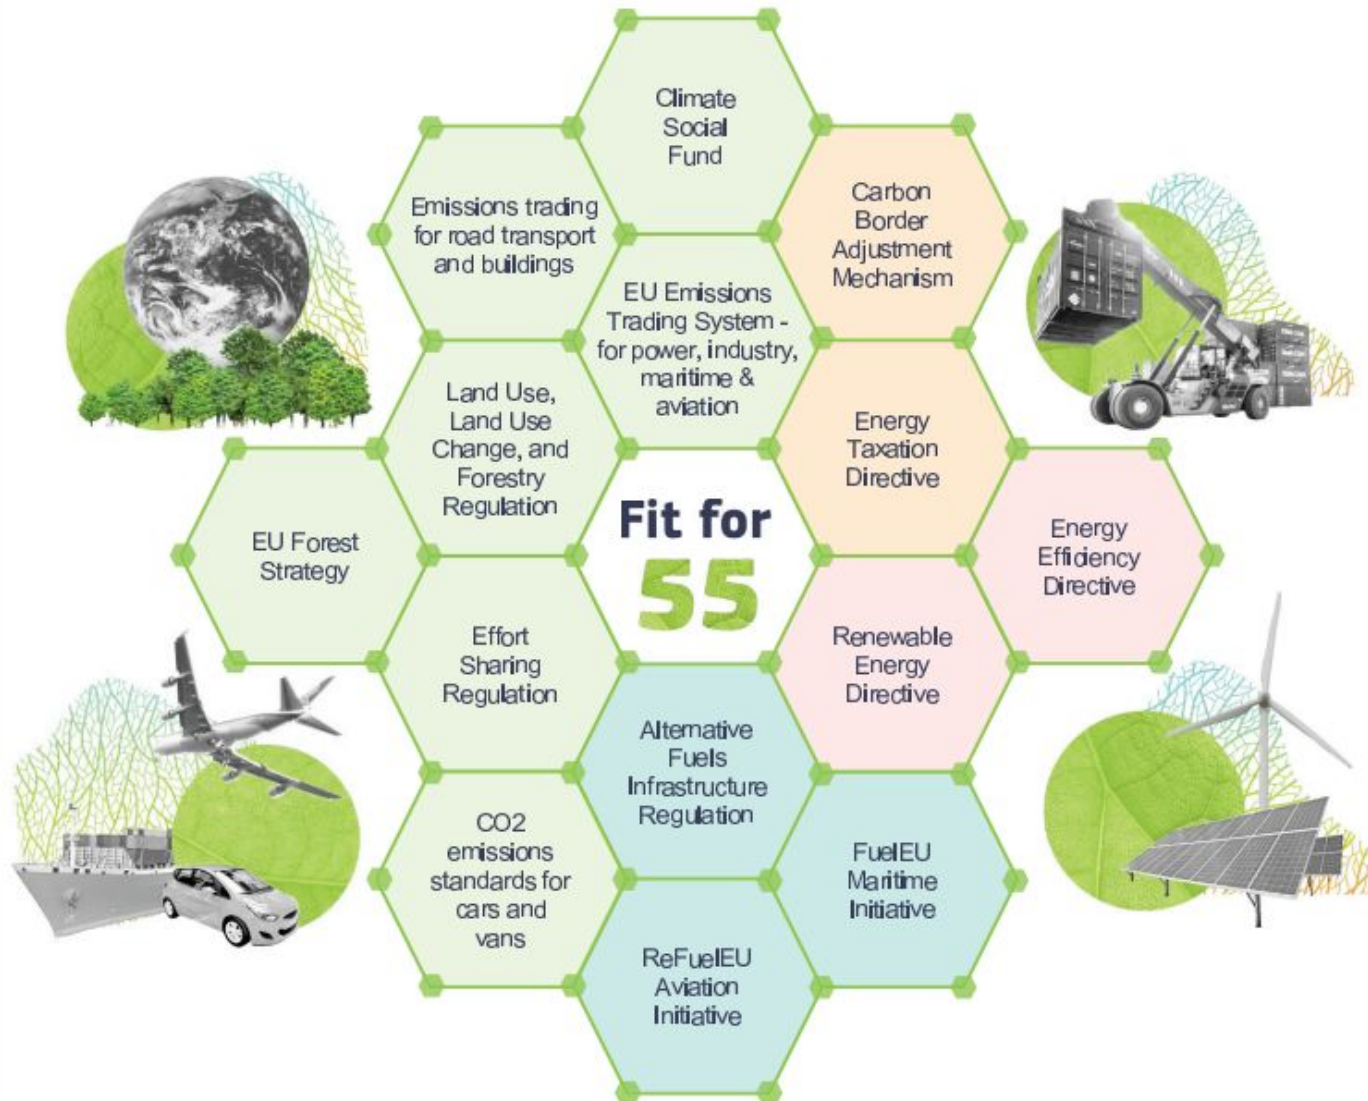 Climate
Social
Fund
Emissions trading
for road transport
and buildings
Carbon
Border
Adjustment
Mechanism
EU Emissions
Trading System -
for power, industry,
maritime &
aviation
Land Use,
Land Use
Change, and
Forestry
Regulation
Energy
Taxation
Directive
Fit for
55
EU Forest
Strategy
Energy
Efficiency
Directive
Effort
Sharing
Regulation
Renewable
Energy
Directive
Alternative
Fuels
Infrastructure
Regulation
CO2
emissions
standards for
cars and
vans
FuelEU
Maritime
Initiative
ReFuelEU
Aviation
Initiative